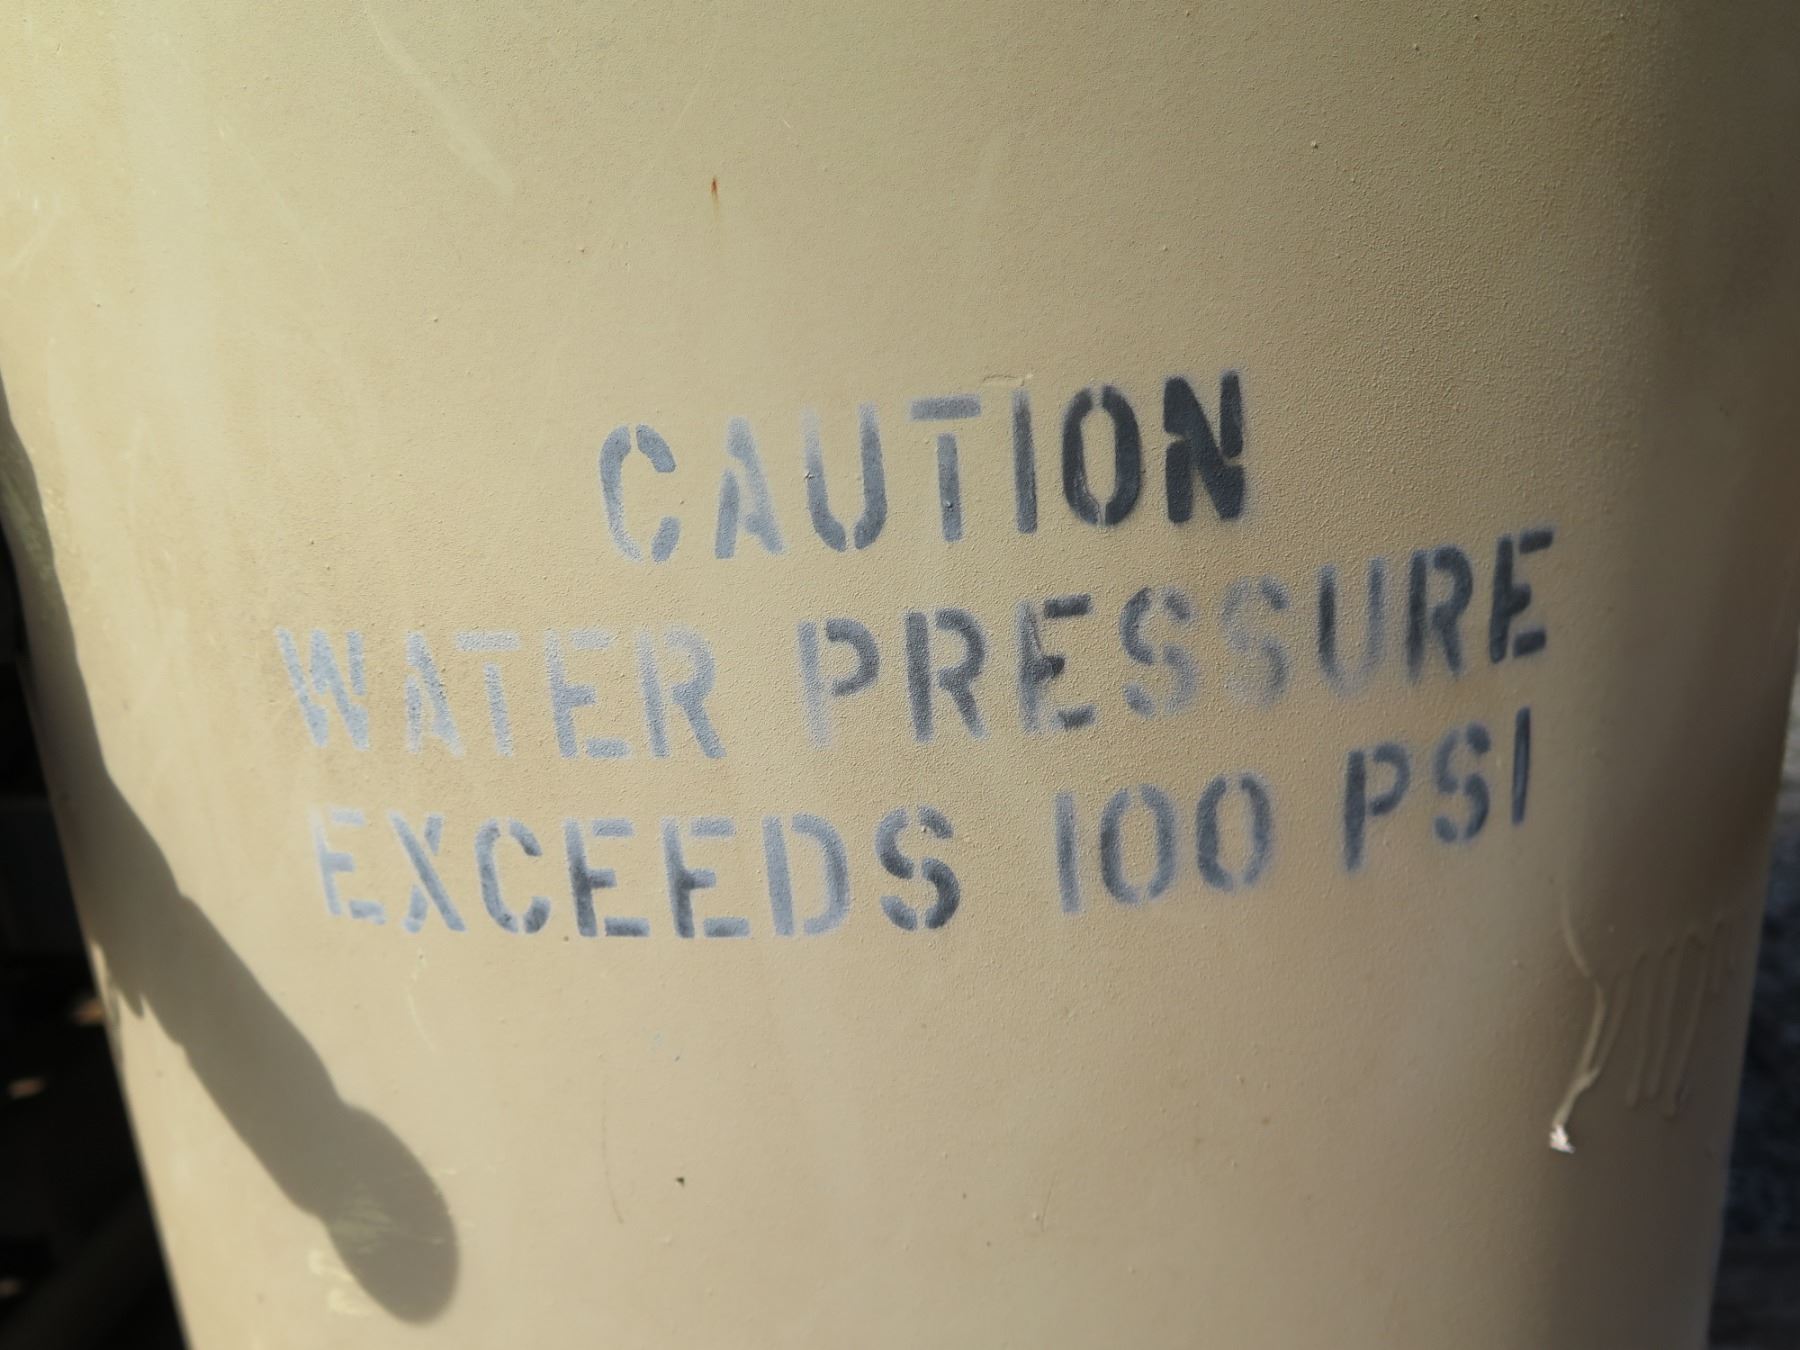 CAUTION
WATER PRESSURE
EXCEEDS 100 PSI